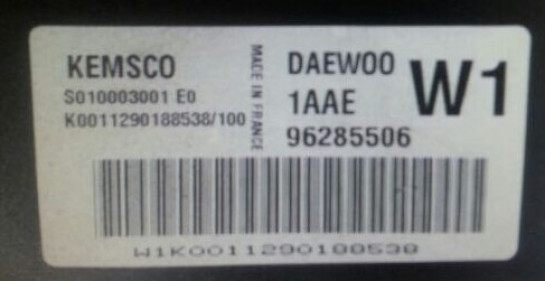 KEMSCO
S010003001 E0
K0011290188538/100
MADE IN FRANCE
DAEWOO
1AAE
96285506
W1
W1K0011290188538